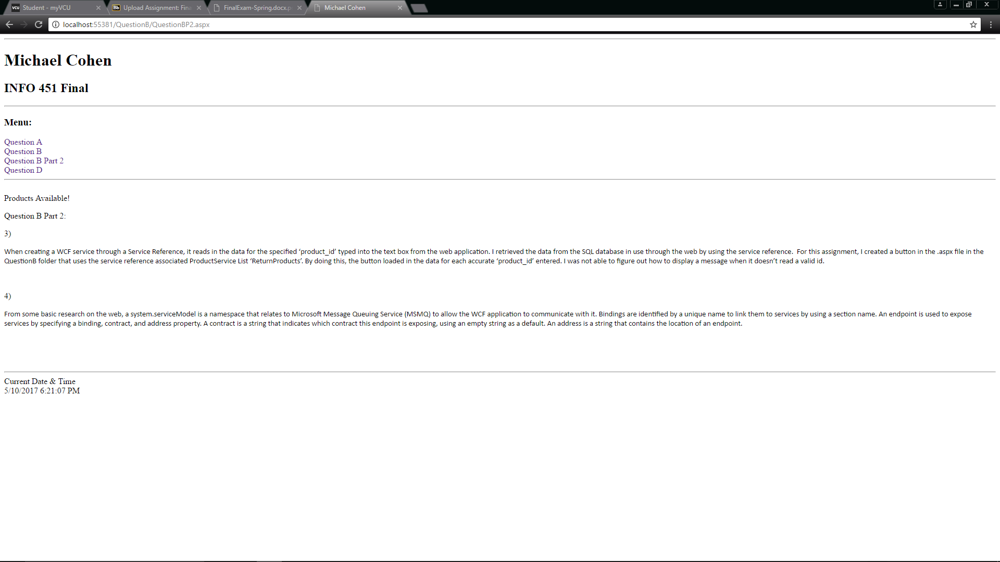 Student - myVCU
Upload Assignment: Fina
FinalExam-Spring.docx.p
Michael Cohen
localhost:55381/QuestionB/QuestionBP2.aspx
Michael Cohen
INFO 451 Final
Menu:
Question A
Question B
Question B Part 2
Question D
Products Available!
Question B Part 2:
3)
When creating a WCF service through a Service Reference, it reads in the data for the specified ‘product_id’ typed into the text box from the web application. I retrieved the data from the SQL database in use through the web by using the service reference.  For this assignment, I created a button in the .aspx file in the
QuestionB folder that uses the service reference associated ProductService List ‘ReturnProducts’. By doing this, the button loaded in the data for each accurate ‘product_id’ entered. I was not able to figure out how to display a message when it doesn’t read a valid id.
4)
From some basic research on the web, a system.serviceModel is a namespace that relates to Microsoft Message Queuing Service (MSMQ) to allow the WCF application to communicate with it. Bindings are identified by a unique name to link them to services by using a section name. An endpoint is used to expose
services by specifying a binding, contract, and address property. A contract is a string that indicates which contract this endpoint is exposing, using an empty string as a default. An address is a string that contains the location of an endpoint.
Current Date & Time
5/10/2017 6:21:07 PM